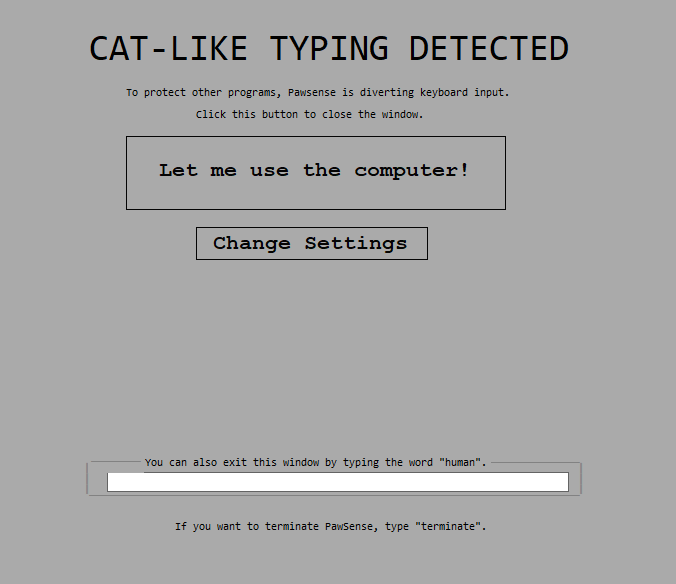 CAT-LIKE TYPING DETECTED
To protect other programs, Pawsense is diverting keyboard input.
Click this button to close the window.
Let me use the computer!
Change Settings
You can also exit this window by typing the word "human".
If you want to terminate PawSense, type "terminate".